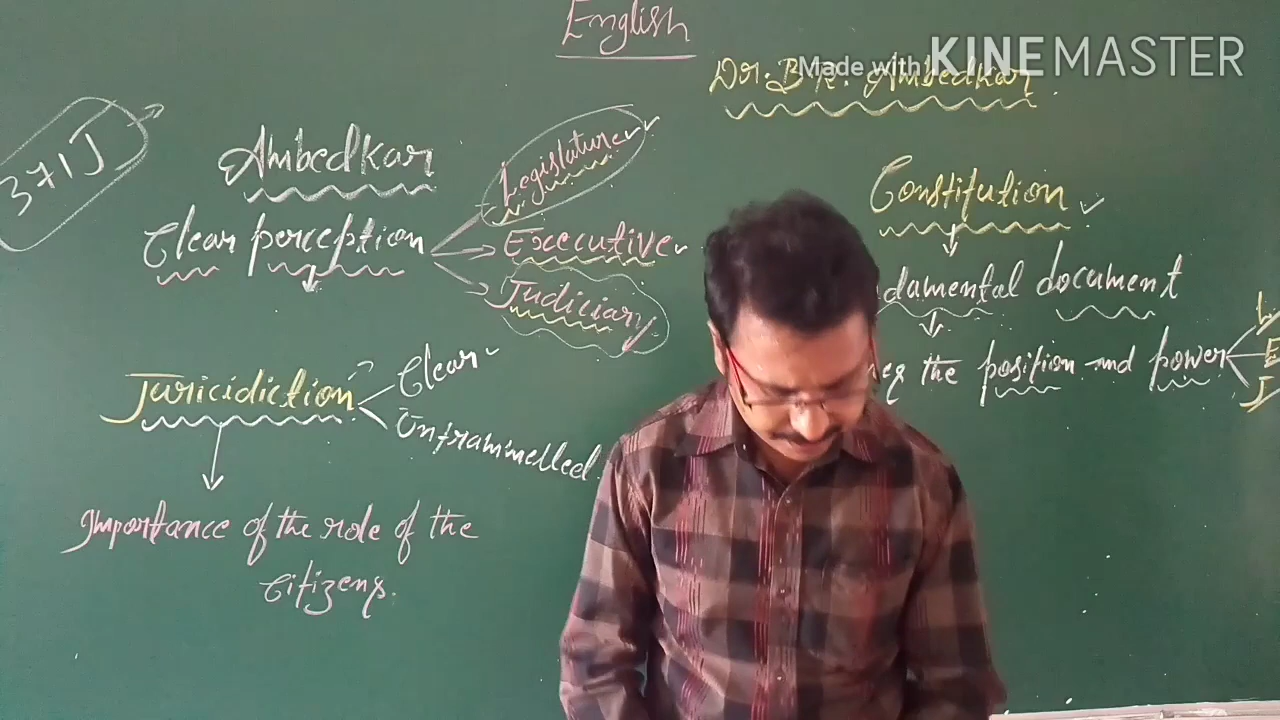 English
Made with KINEMASTER
Dr. B.R. Ambedkar.
371J
Ambedkar
Clear perception
Legislature
Executive
Judiciary
Juricidiction ?
Clear
Untrammelled
Importance of the role of the
Citizens.
Constitution
damental document
the position and power
L
E
J